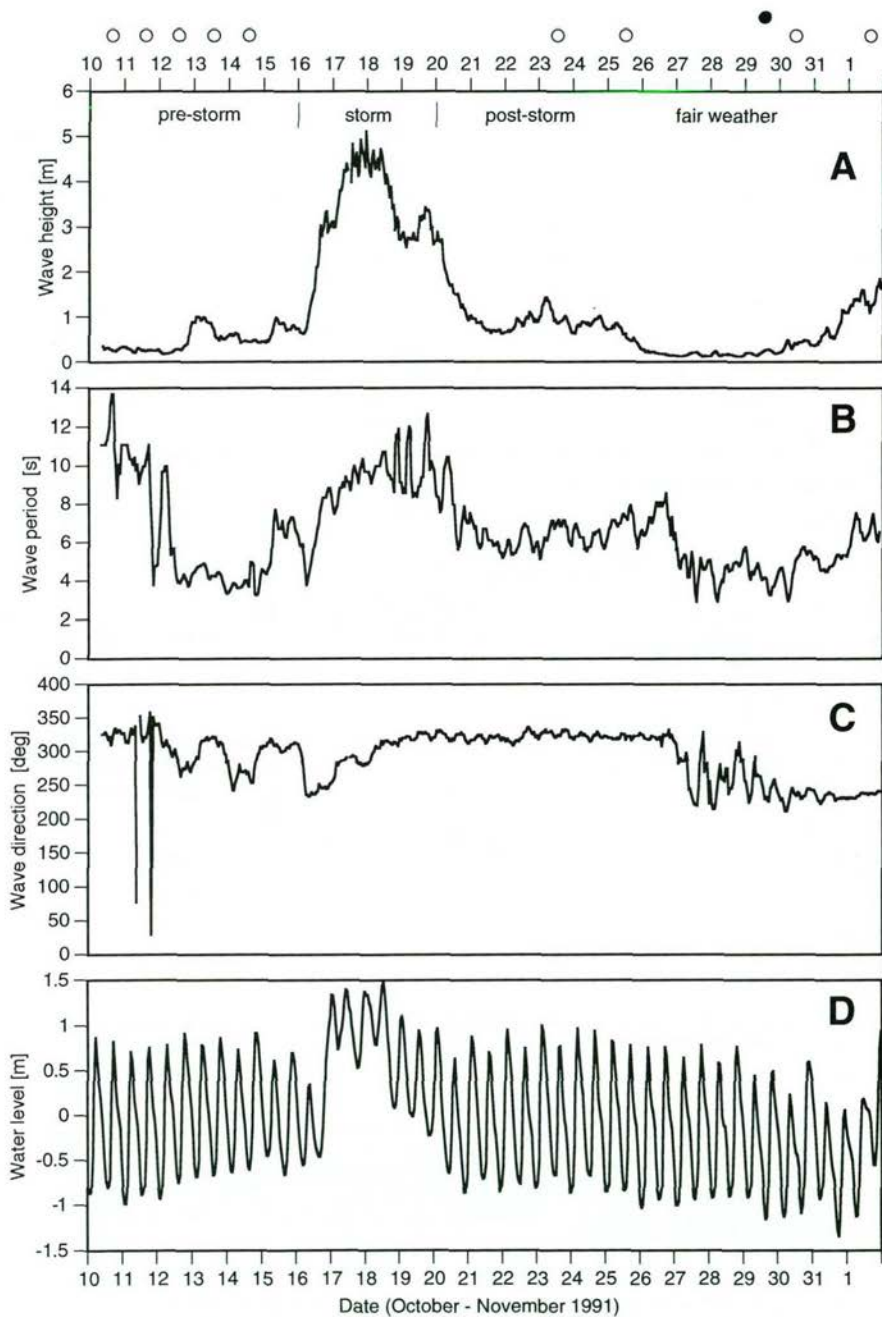 10 11 12 13 14 15 16 17 18 19 20 21 22 23 24 25 26 27 28 29 30 31 1
6
pre-storm | storm | post-storm fair weather
5
A
4
Wave height [m]
3
2
1
0
14
B
12
10
Wave period [s]
8
6
4
2
0
400
C
350
300
Wave direction [deg]
250
200
150
100
50
0
1.5
D
1
0.5
Water level [m]
0
-0.5
-1
-1.5
10 11 12 13 14 15 16 17 18 19 20 21 22 23 24 25 26 27 28 29 30 31 1
Date (October - November 1991)